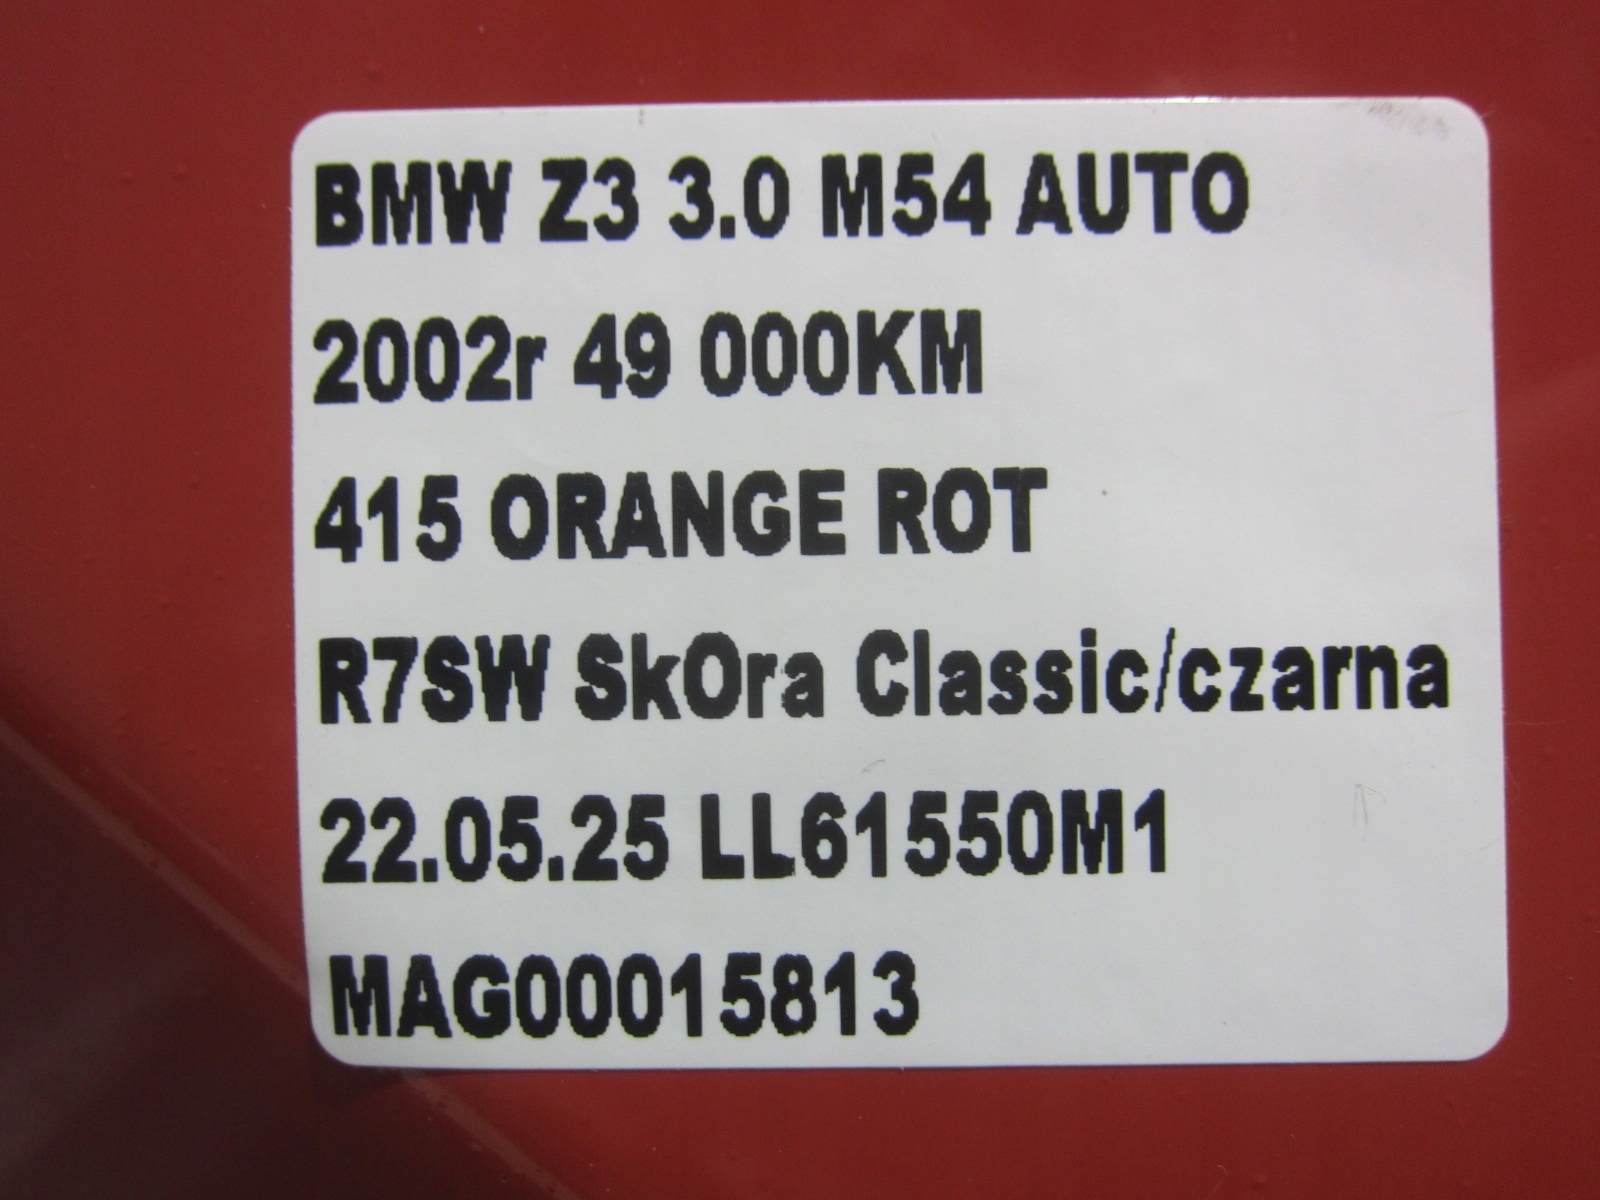 BMW Z3 3.0 M54 AUTO
2002r 49 000KM
415 ORANGE ROT
R7SW SkOra Classic/czarna
22.05.25 LL61550M1
MAG00015813